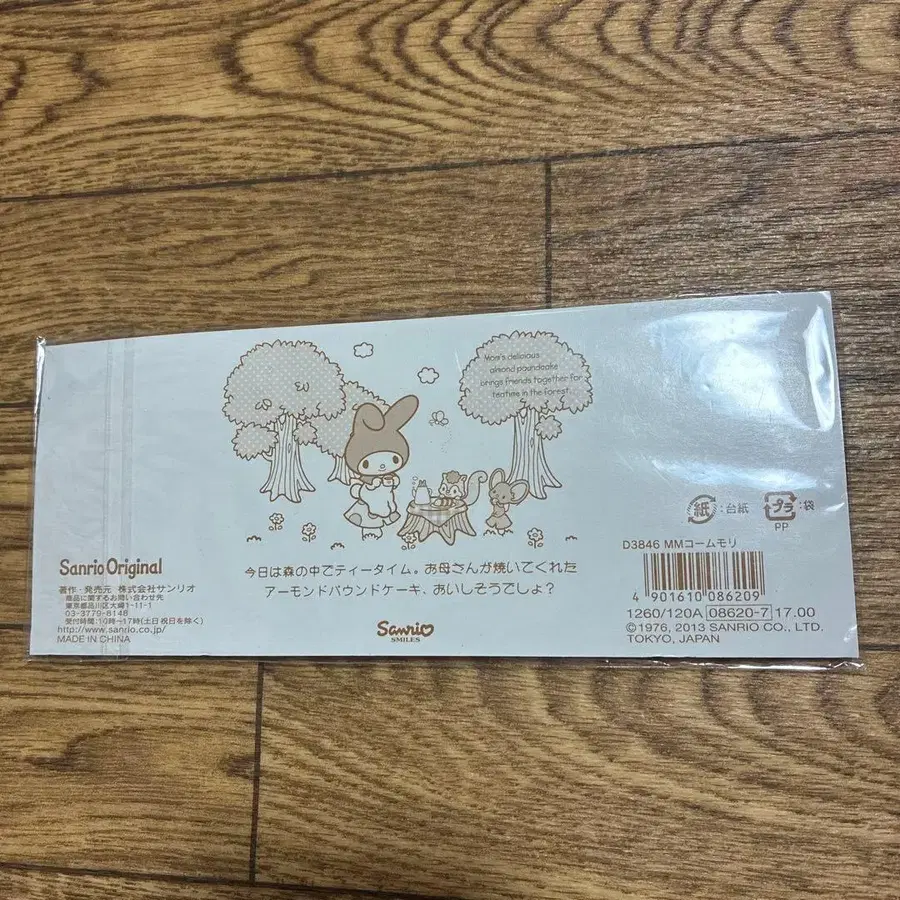 Mom's delicious
almond poundcake
brings friends together for
teatime in the forest.
今日は森の中でティータイム。お母さんが焼いてくれた
アーモンドパウンドケーキ、おいしそうでしょ?
Sanrio
SMILES
Sanrio Original
著作・発売元 株式会社サンリオ
商品に関するお問い合わせ先
東京都品川区大崎1-11-1
03-3779-8148
受付時間:10時~17時(土日祝日を除く)
http://www.sanrio.co.jp/
MADE IN CHINA
紙:台紙
プラ:袋
PP
D3846 MMコームモリ
4 901610 086209
1260/120A 08620-7 17.00
©1976, 2013 SANRIO CO., LTD.
TOKYO, JAPAN